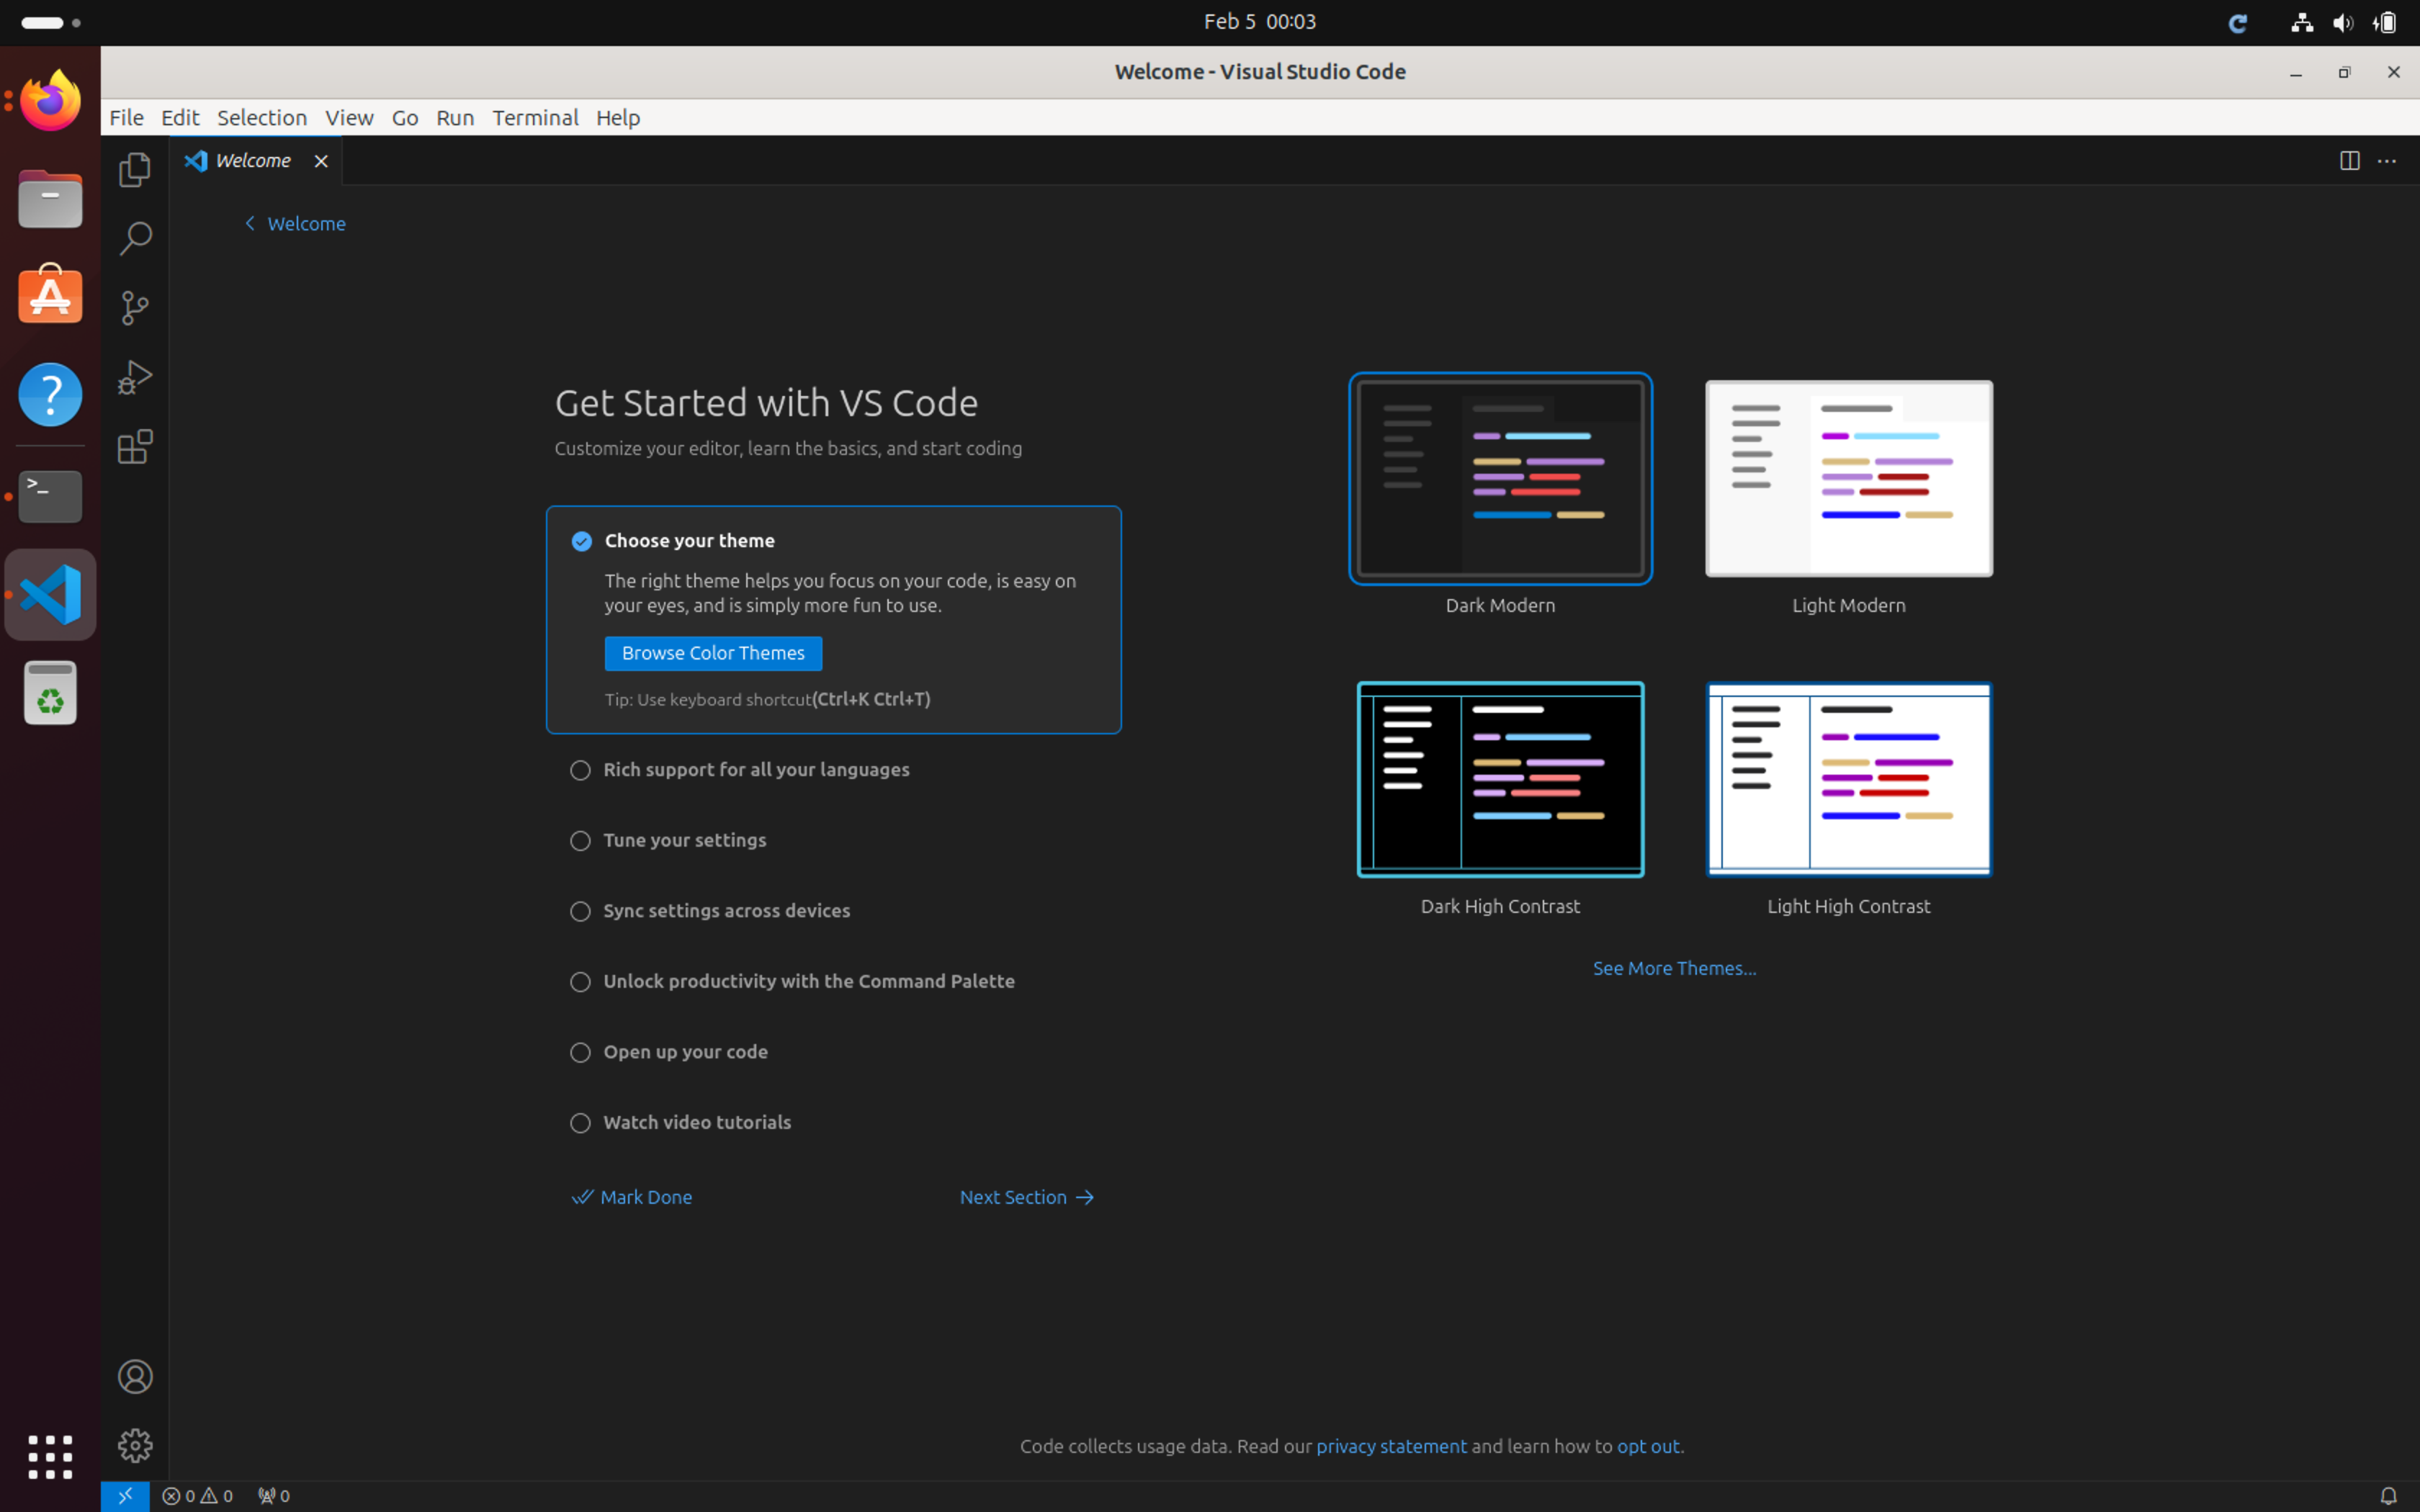 Feb 5 00:03
Welcome - Visual Studio Code
File Edit Selection View Go Run Terminal Help
Welcome
Welcome
Get Started with VS Code
Customize your editor, learn the basics, and start coding
Choose your theme
The right theme helps you focus on your code, is easy on
your eyes, and is simply more fun to use.
Browse Color Themes
Tip: Use keyboard shortcut(Ctrl+K Ctrl+T)
Rich support for all your languages
Tune your settings
Sync settings across devices
Unlock productivity with the Command Palette
Open up your code
Watch video tutorials
Mark Done
Next Section
Dark Modern
Light Modern
Dark High Contrast
Light High Contrast
See More Themes...
Code collects usage data. Read our privacy statement and learn how to opt out.
0 0 0